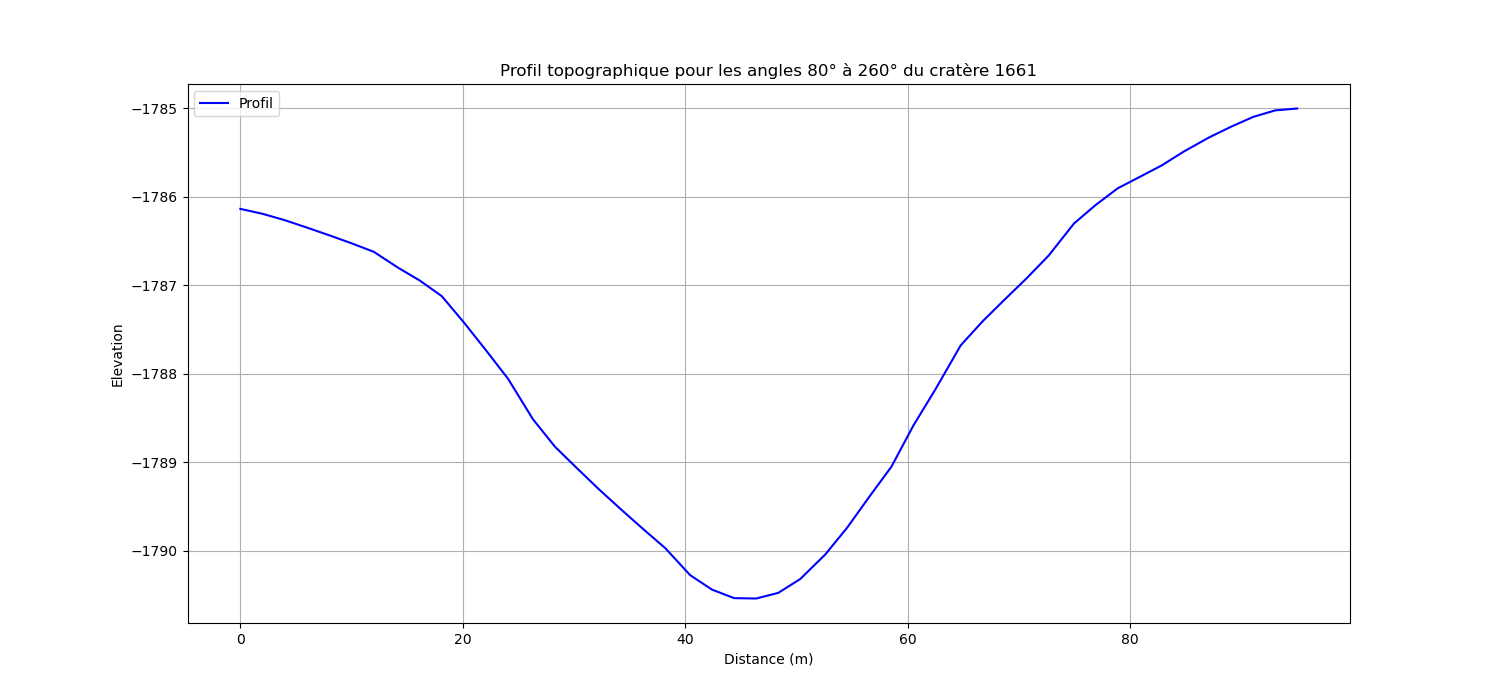 Profil topographique pour les angles 80° à 260° du cratère 1661
Profil
−1785
−1786
−1787
−1788
−1789
−1790
Elevation
0 20 40 60 80
Distance (m)